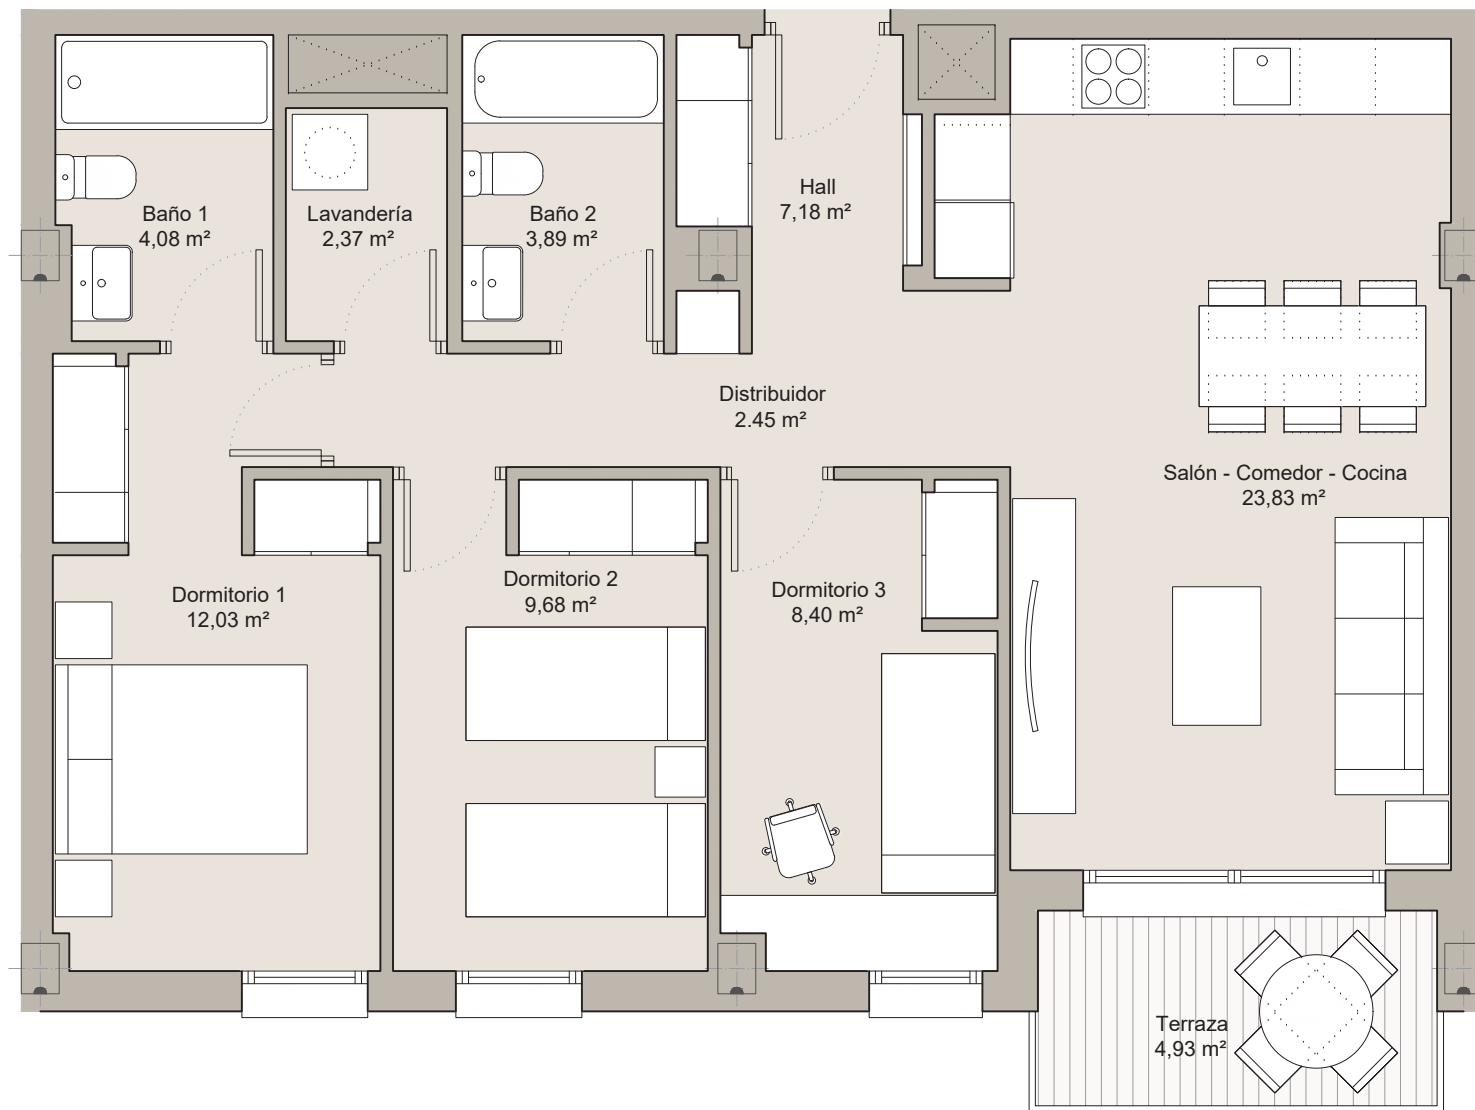 Hall
7,18 m²
Baño 1
4,08 m²
Lavandería
2,37 m²
Baño 2
3,89 m²
Distribuidor
2.45 m²
Salón - Comedor - Cocina
23,83 m²
Dormitorio 1
12,03 m²
Dormitorio 2
9,68 m²
Dormitorio 3
8,40 m²
Terraza
4,93 m²